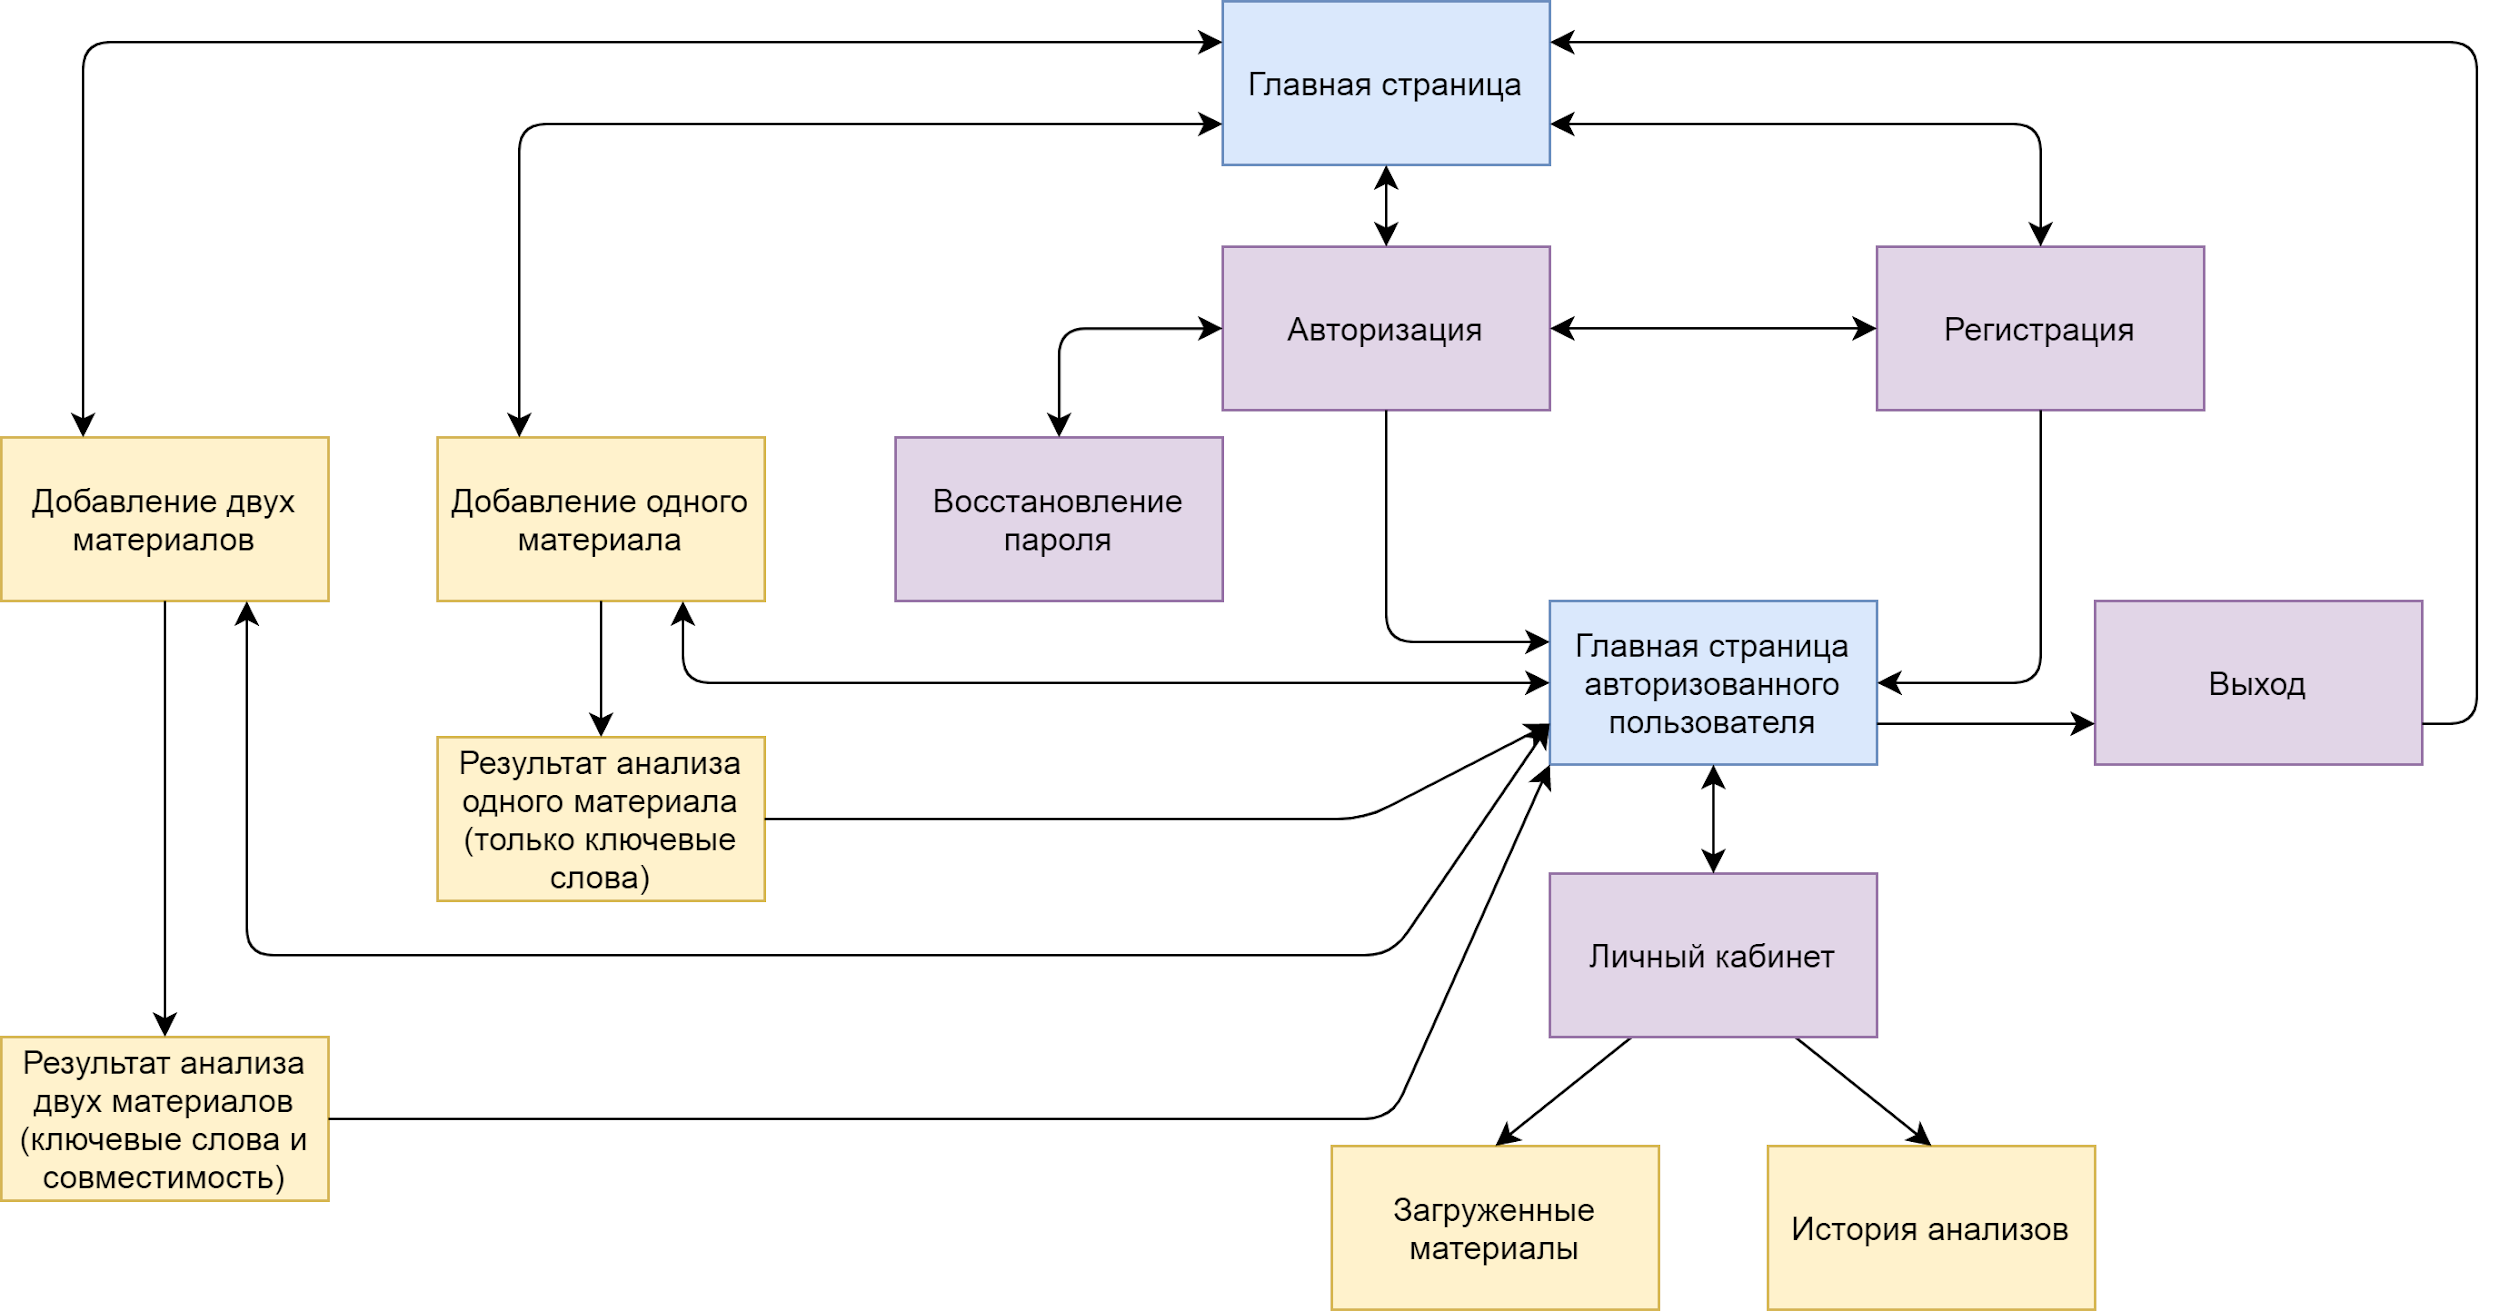 Главная страница
Авторизация
Регистрация
Добавление двух
материалов
Добавление одного
материала
Восстановление
пароля
Главная страница
авторизованного
пользователя
Выход
Результат анализа
одного материала
(только ключевые
слова)
Личный кабинет
Результат анализа
двух материалов
(ключевые слова и
совместимость)
Загруженные
материалы
История анализов